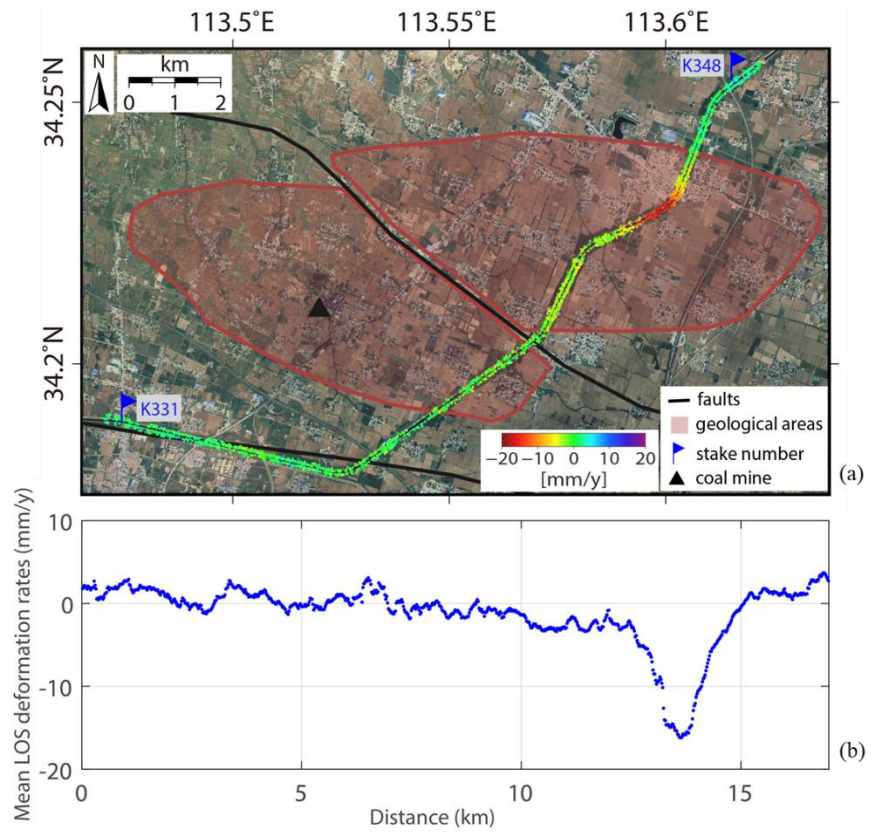 113.5°E 113.55°E 113.6°E
N
km
0 1 2
K348
34.25°N
34.2°N
K331
faults
geological areas
stake number
coal mine
−20 −10 0 10 20
[mm/y]
(a)
Mean LOS deformation rates (mm/y)
10
0
-10
-20
0 5 10 15
Distance (km)
(b)